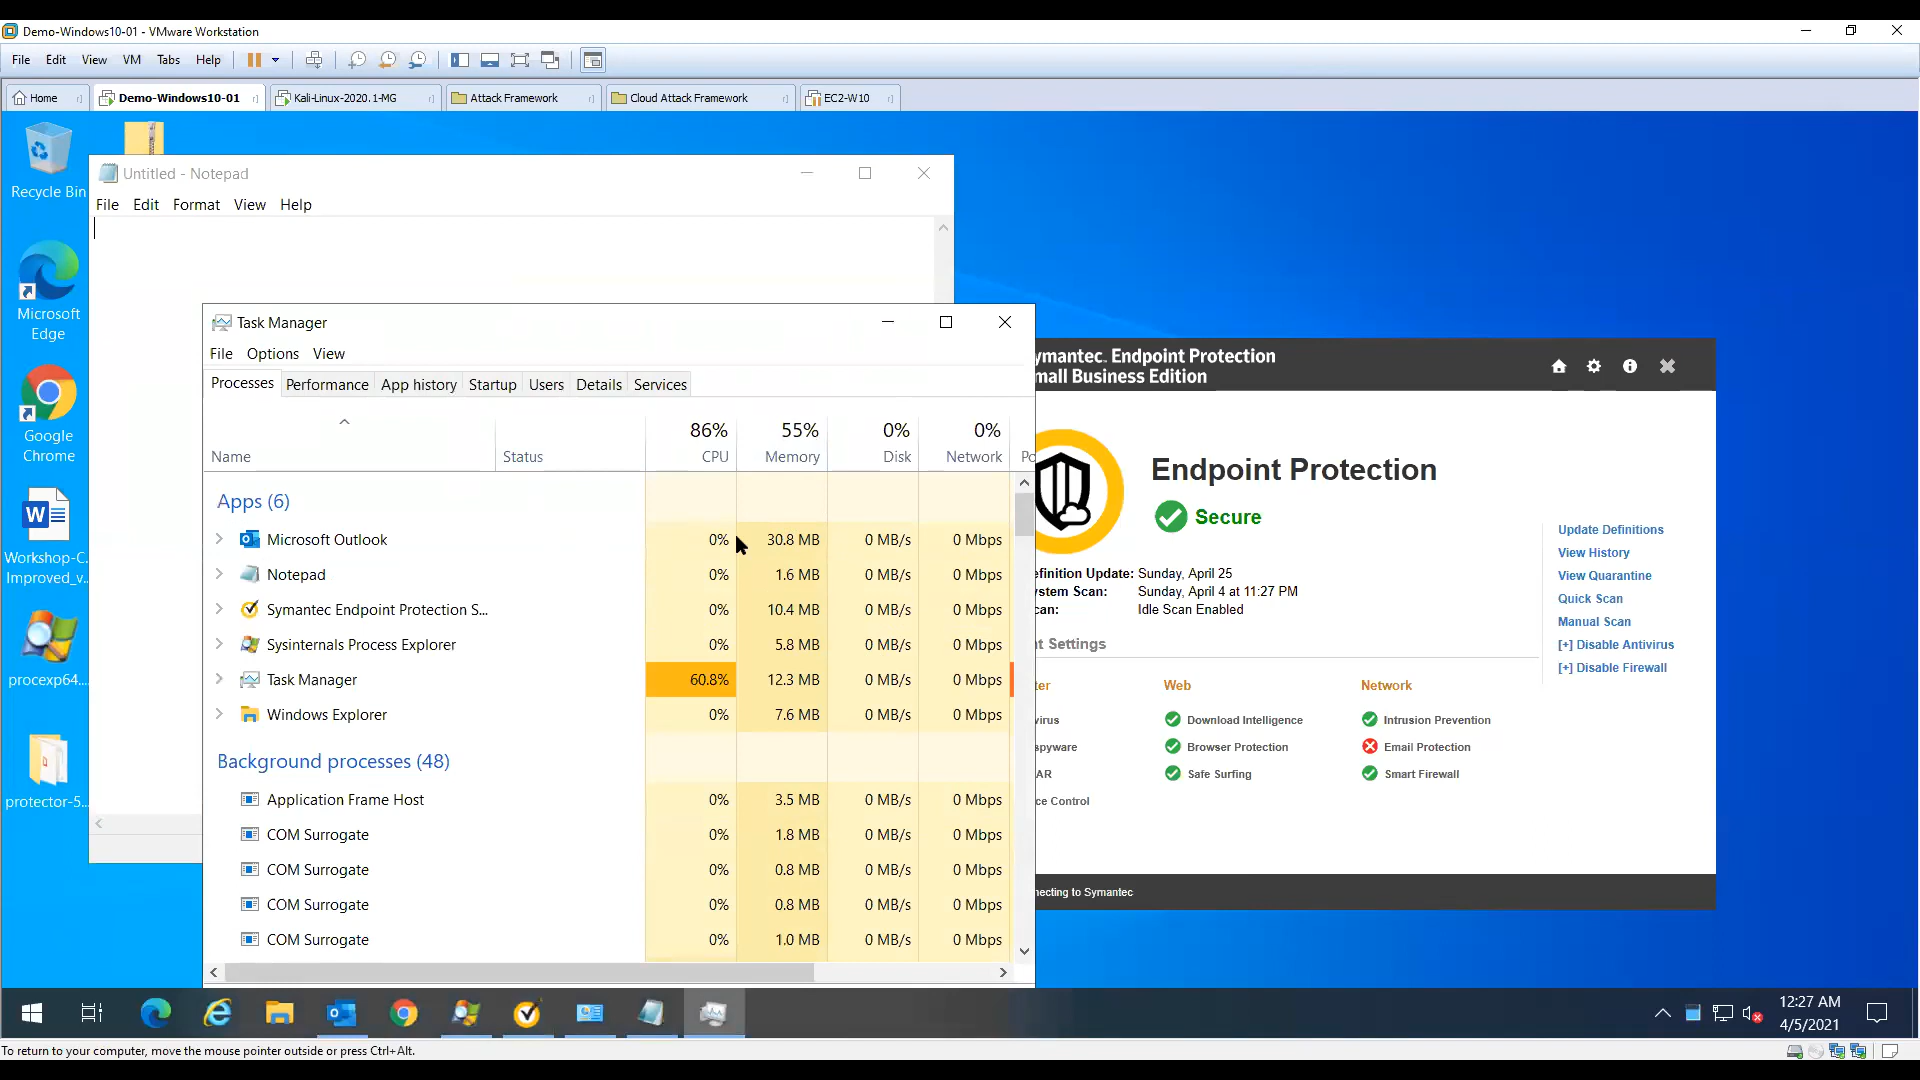 Demo-Windows10-01 - VMware Workstation
File Edit View VM Tabs Help
Home Demo-Windows10-01 Kali-Linux-2020.1-MG Attack Framework Cloud Attack Framework EC2-W10
Recycle Bin
Microsoft
Edge
Google
Chrome
Workshop-C...
Improved_v...
procexp64....
protector-5...
Untitled - Notepad
File Edit Format View Help
Task Manager
File Options View
Processes Performance App history Startup Users Details Services
86% 55% 0% 0%
Name Status CPU Memory Disk Network Po
Apps (6)
Microsoft Outlook 0% 30.8 MB 0 MB/s 0 Mbps
Notepad 0% 1.6 MB 0 MB/s 0 Mbps
Symantec Endpoint Protection S... 0% 10.4 MB 0 MB/s 0 Mbps
Sysinternals Process Explorer 0% 5.8 MB 0 MB/s 0 Mbps
Task Manager 60.8% 12.3 MB 0 MB/s 0 Mbps
Windows Explorer 0% 7.6 MB 0 MB/s 0 Mbps
Background processes (48)
Application Frame Host 0% 3.5 MB 0 MB/s 0 Mbps
COM Surrogate 0% 1.8 MB 0 MB/s 0 Mbps
COM Surrogate 0% 0.8 MB 0 MB/s 0 Mbps
COM Surrogate 0% 0.8 MB 0 MB/s 0 Mbps
COM Surrogate 0% 1.0 MB 0 MB/s 0 Mbps
ymantec. Endpoint Protection
mall Business Edition
Endpoint Protection
Secure
efinition Update: Sunday, April 25
ystem Scan: Sunday, April 4 at 11:27 PM
can: Idle Scan Enabled
Update Definitions
View History
View Quarantine
Quick Scan
Manual Scan
[+] Disable Antivirus
[+] Disable Firewall
nt Settings
ter Web Network
virus Download Intelligence Intrusion Prevention
spyware Browser Protection Email Protection
AR Safe Surfing Smart Firewall
ce Control
necting to Symantec
12:27 AM
4/5/2021
To return to your computer, move the mouse pointer outside or press Ctrl+Alt.